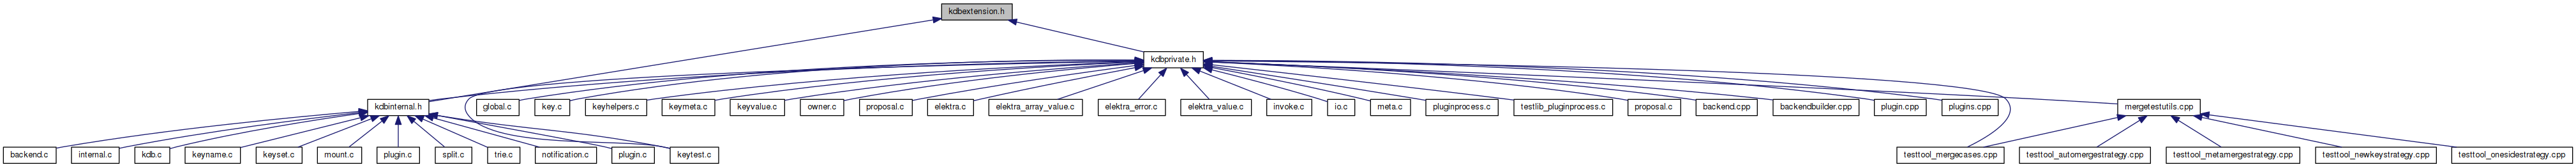 kdbextension.h
kdbprivate.h
kdbinternal.h
global.c
key.c
keyhelpers.c
keymeta.c
keyvalue.c
owner.c
proposal.c
elektra.c
elektra_array_value.c
elektra_error.c
elektra_value.c
invoke.c
io.c
meta.c
pluginprocess.c
testlib_pluginprocess.c
proposal.c
backend.cpp
backendbuilder.cpp
plugin.cpp
plugins.cpp
mergetestutils.cpp
backend.c
internal.c
kdb.c
keyname.c
keyset.c
mount.c
plugin.c
split.c
trie.c
notification.c
plugin.c
keytest.c
testtool_mergecases.cpp
testtool_automergestrategy.cpp
testtool_metamergestrategy.cpp
testtool_newkeystrategy.cpp
testtool_onesidestrategy.cpp